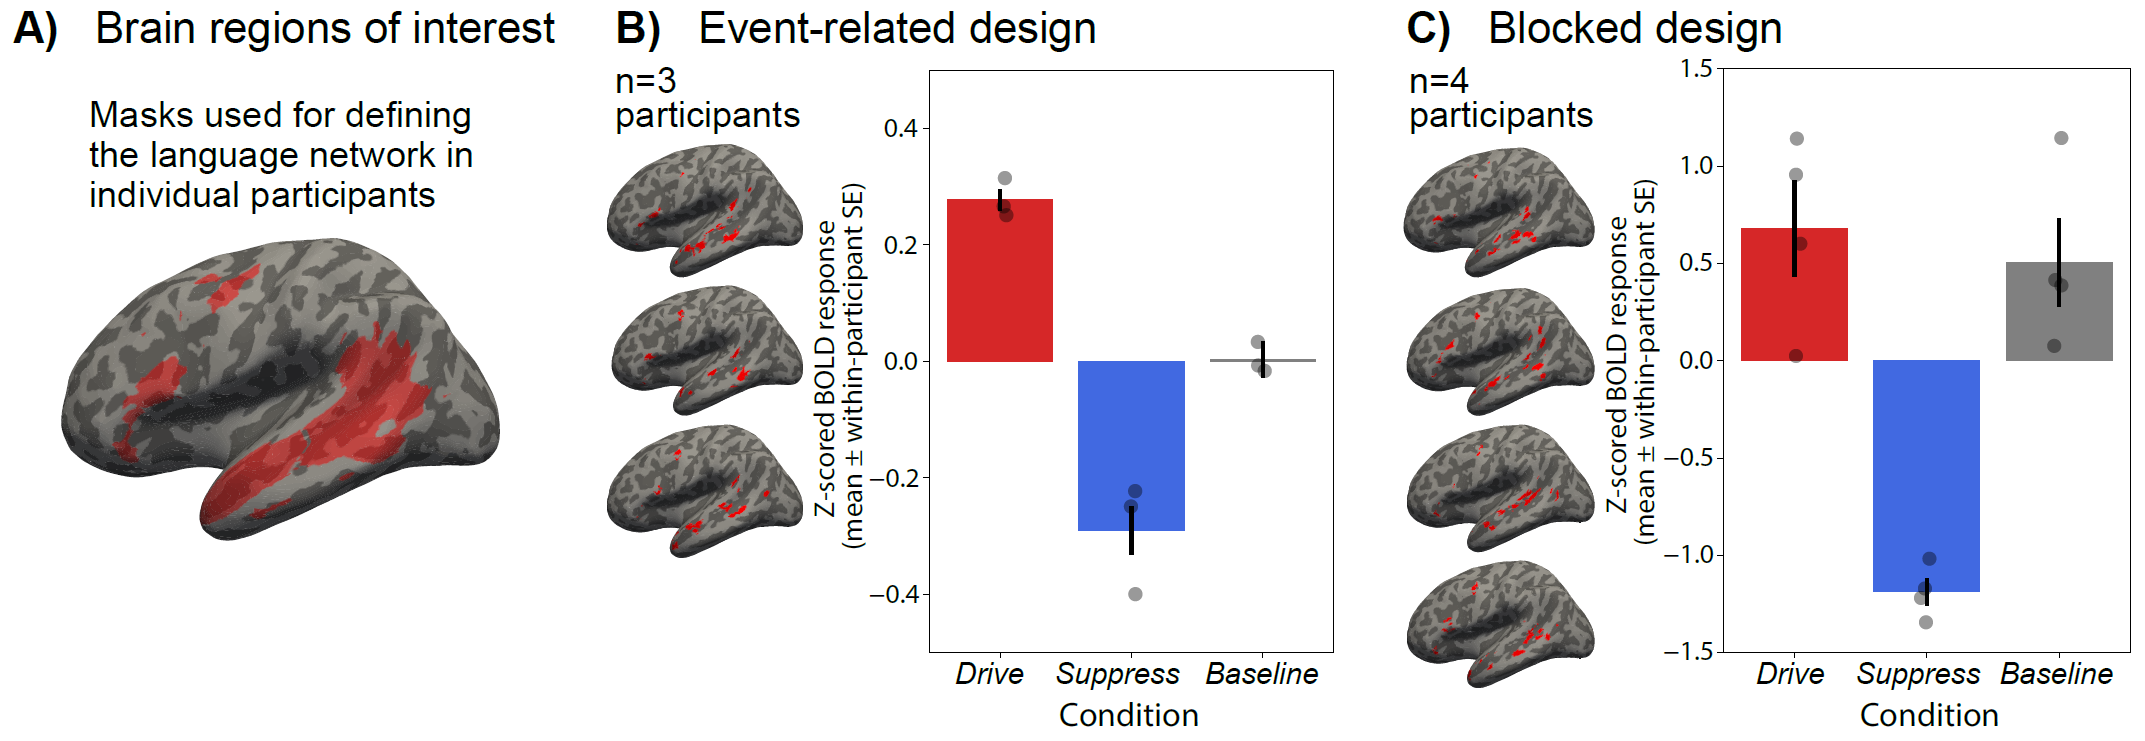 A) Brain regions of interest
Masks used for defining
the language network in
individual participants
B) Event-related design
n=3
participants
Z-scored BOLD response
(mean ± within-participant SE)
0.4
0.2
0.0
−0.2
−0.4
Drive Suppress Baseline
Condition
C) Blocked design
n=4
participants
Z-scored BOLD response
(mean ± within-participant SE)
1.5
1.0
0.5
0.0
−0.5
−1.0
−1.5
Drive Suppress Baseline
Condition